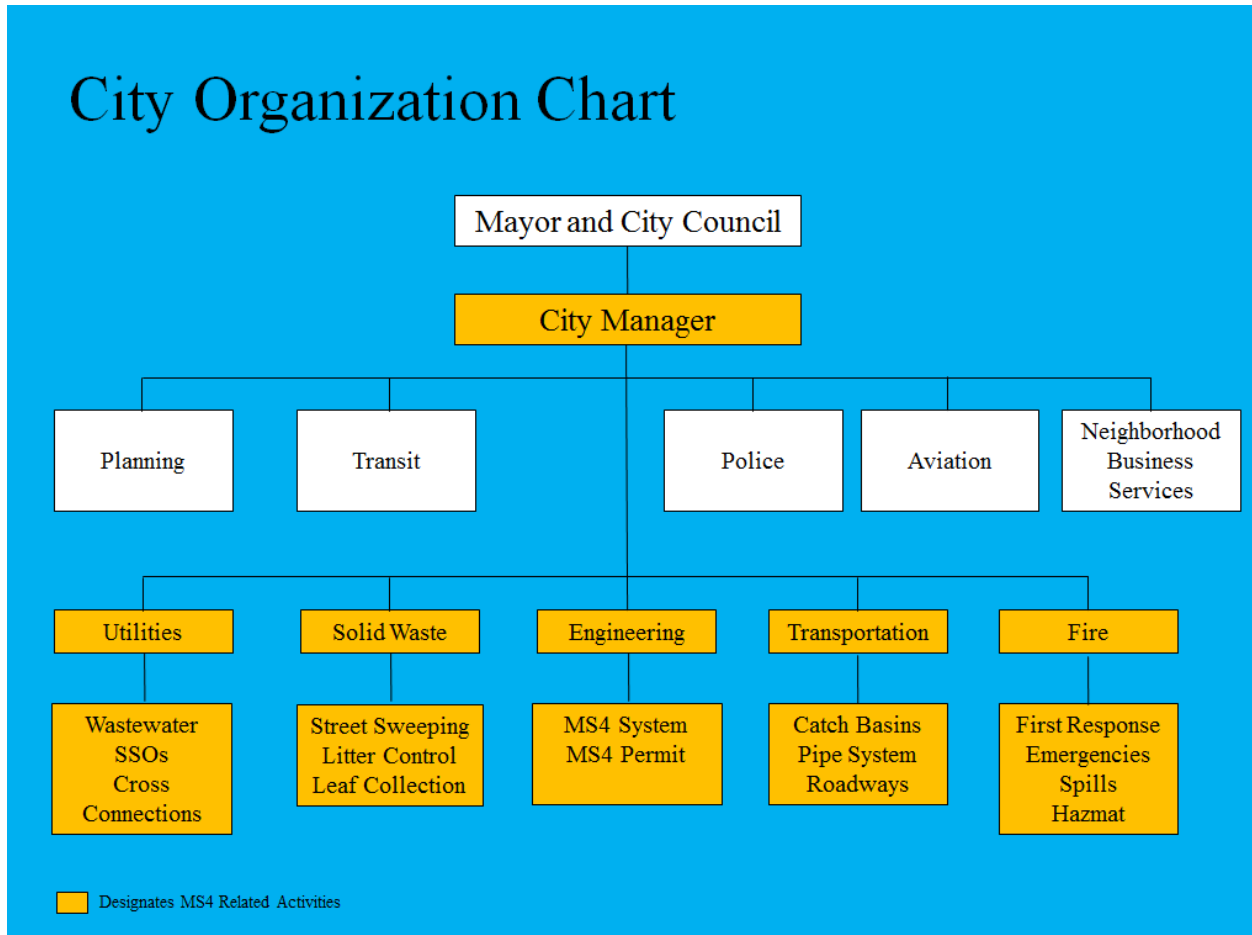 City Organization Chart
Mayor and City Council
City Manager
Planning
Transit
Police
Aviation
Neighborhood
Business
Services
Utilities
Solid Waste
Engineering
Transportation
Fire
Wastewater
SSOs
Cross
Connections
Street Sweeping
Litter Control
Leaf Collection
MS4 System
MS4 Permit
Catch Basins
Pipe System
Roadways
First Response
Emergencies
Spills
Hazmat
Designates MS4 Related Activities